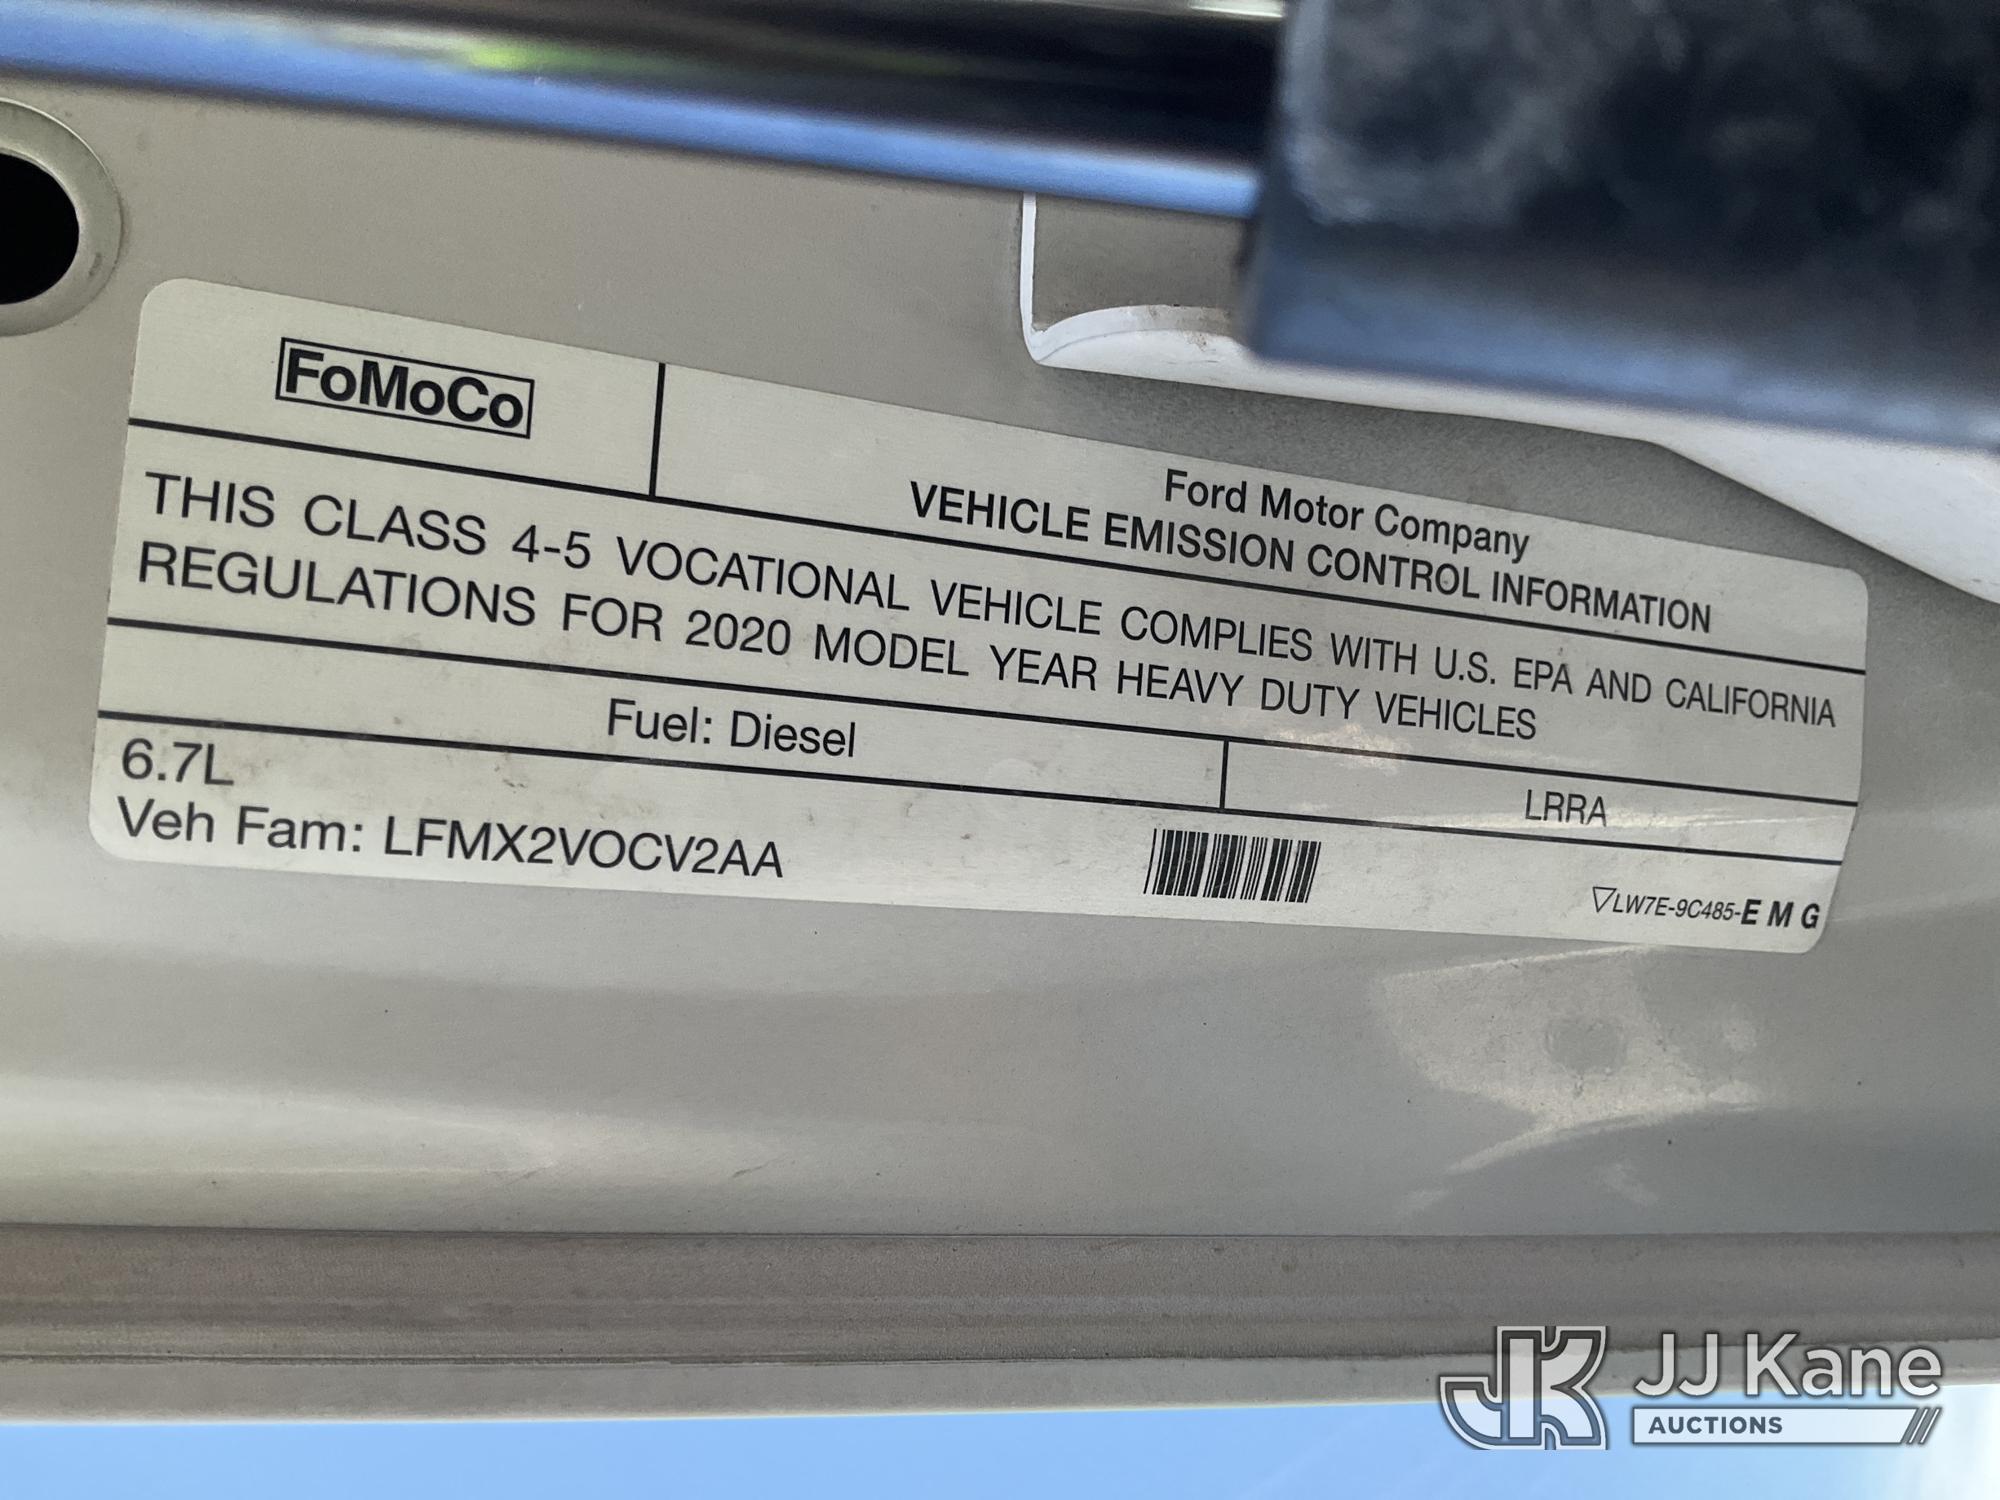 FoMoCo
Ford Motor Company
VEHICLE EMISSION CONTROL INFORMATION
THIS CLASS 4-5 VOCATIONAL VEHICLE COMPLIES WITH U.S. EPA AND CALIFORNIA
REGULATIONS FOR 2020 MODEL YEAR HEAVY DUTY VEHICLES
Fuel: Diesel
LRRA
6.7L
Veh Fam: LFMX2VOCV2AA
▽LW7E-9C485-E M G
JK JJ Kane
AUCTIONS